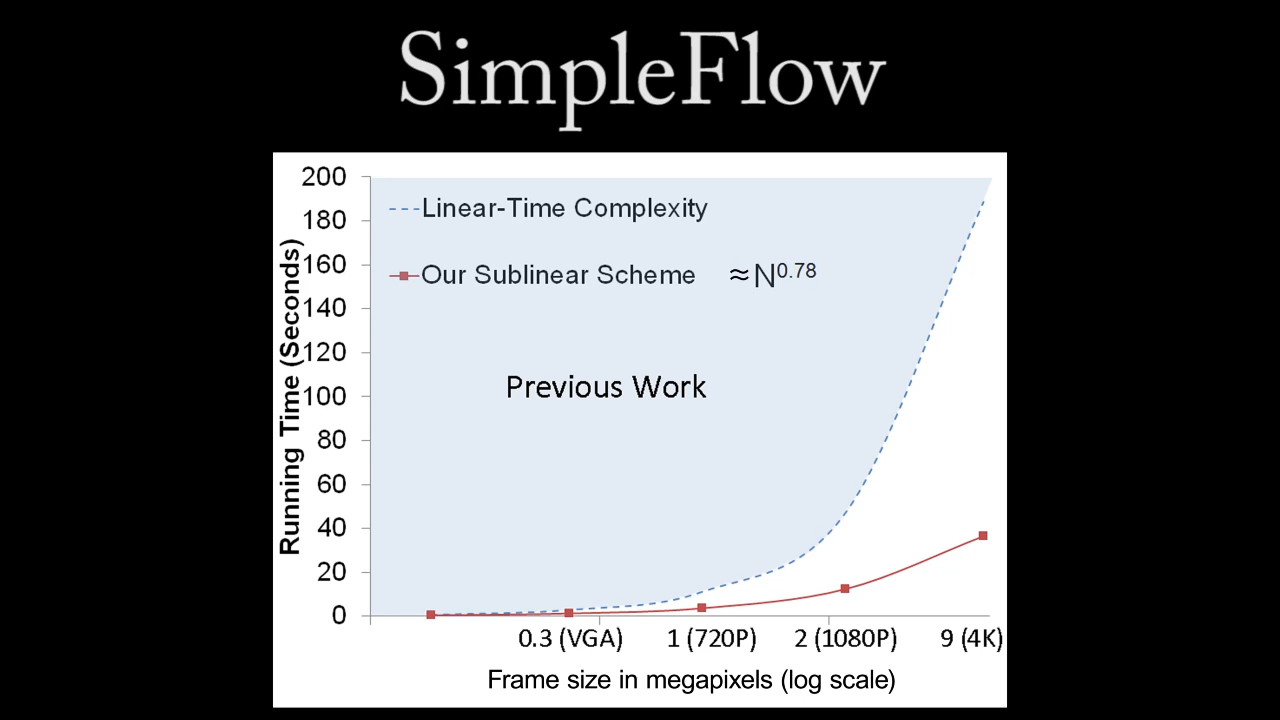 SimpleFlow
200
180
160
140
120
100
80
60
40
20
0
Running Time (Seconds)
Linear-Time Complexity
Our Sublinear Scheme ≈N^0.78
Previous Work
0.3 (VGA) 1 (720P) 2 (1080P) 9 (4K)
Frame size in megapixels (log scale)